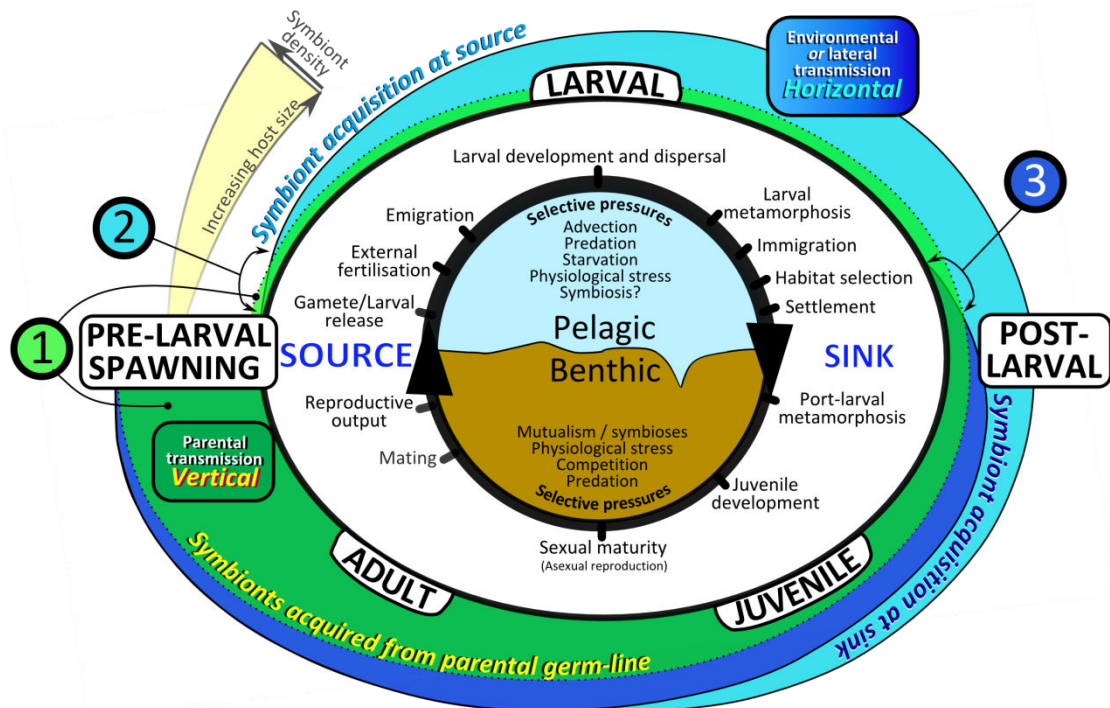 Symbiont
density
Increasing host size
Symbiont acquisition at source
LARVAL
Environmental
or lateral
transmission
Horizontal
3
2
1
PRE-LARVAL
SPAWNING
SOURCE
Larval development and dispersal
Emigration
External
fertilisation
Gamete/Larval
release
Reproductive
output
Mating
Larval
metamorphosis
Immigration
Habitat selection
Settlement
SINK
POST-
LARVAL
Port-larval
metamorphosis
Juvenile
development
Sexual maturity
(Asexual reproduction)
Selective pressures
Advection
Predation
Starvation
Physiological stress
Symbiosis?
Pelagic
Benthic
Mutualism / symbioses
Physiological stress
Competition
Predation
Selective pressures
Parental
transmission
Vertical
ADULT
JUVENILE
Symbionts acquired from parental germ-line
Symbiont acquisition at sink